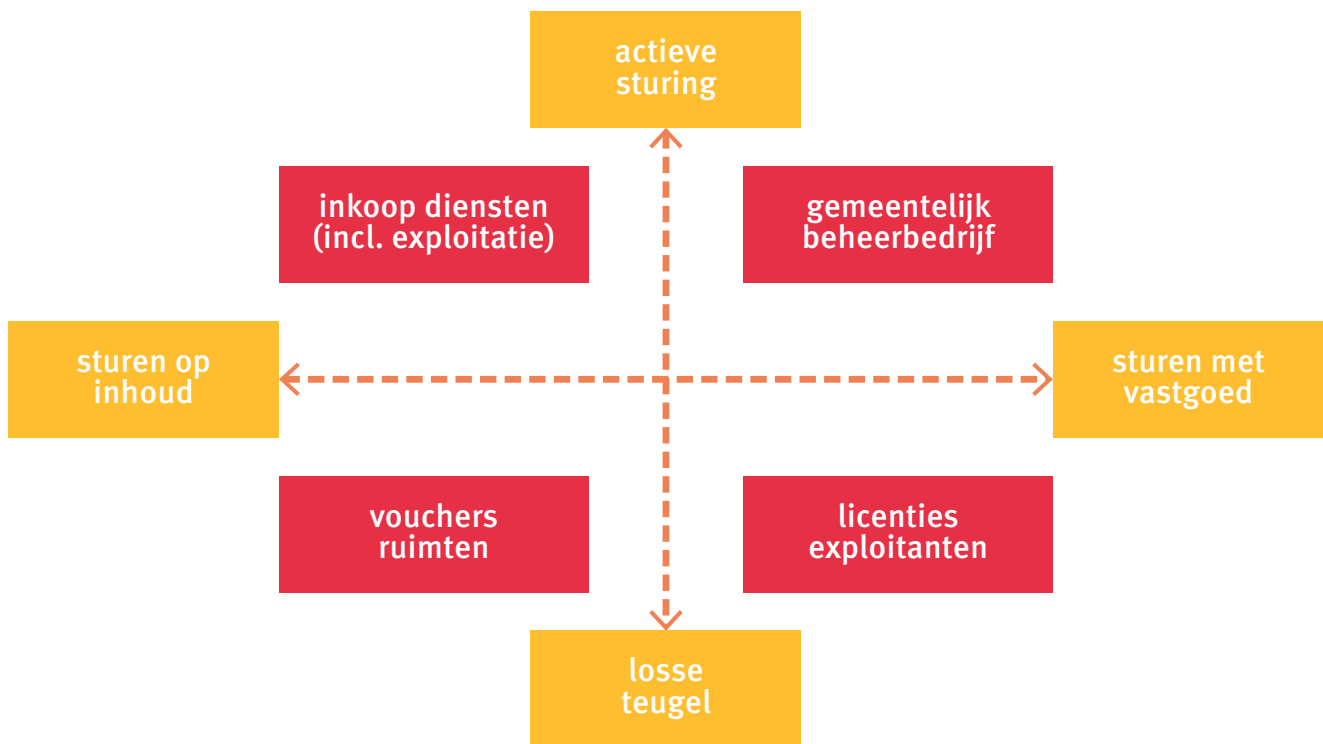 actieve
sturing
inkoop diensten
(incl. exploitatie)
gemeentelijk
beheerbedrijf
sturen op
inhoud
sturen met
vastgoed
vouchers
ruimten
licenties
exploitanten
losse
teugel